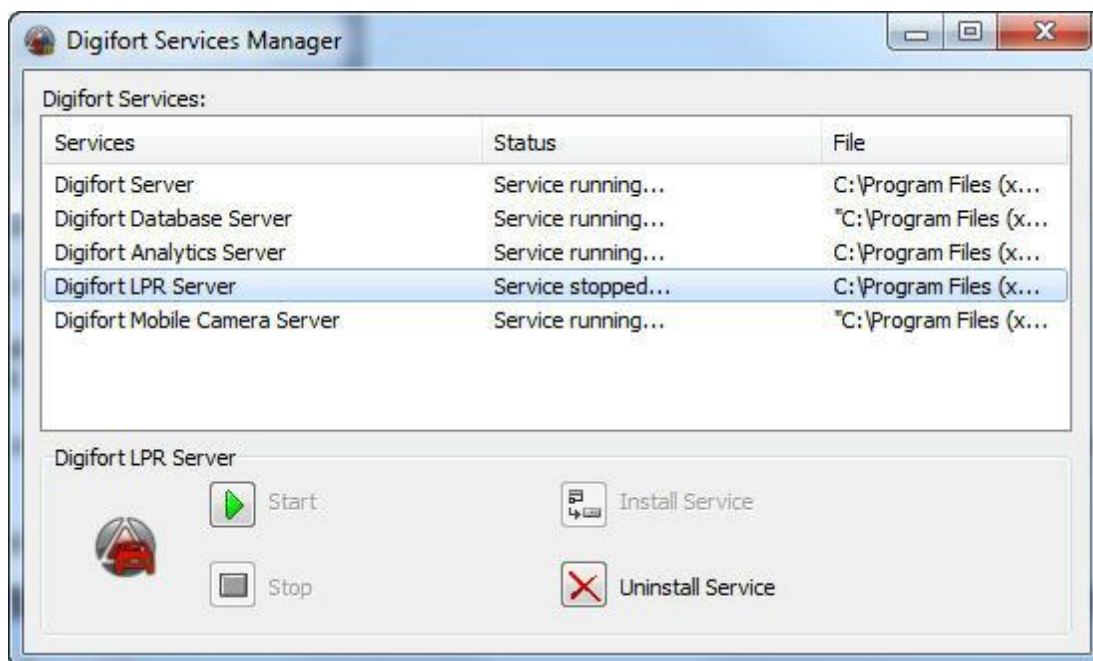 Digifort Services Manager
Digifort Services:
Services Status File
Digifort Server Service running... C:\Program Files (x...
Digifort Database Server Service running... "C:\Program Files (x...
Digifort Analytics Server Service running... C:\Program Files (x...
Digifort LPR Server Service stopped... C:\Program Files (x...
Digifort Mobile Camera Server Service running... "C:\Program Files (x...
Digifort LPR Server
Start Install Service
Stop Uninstall Service